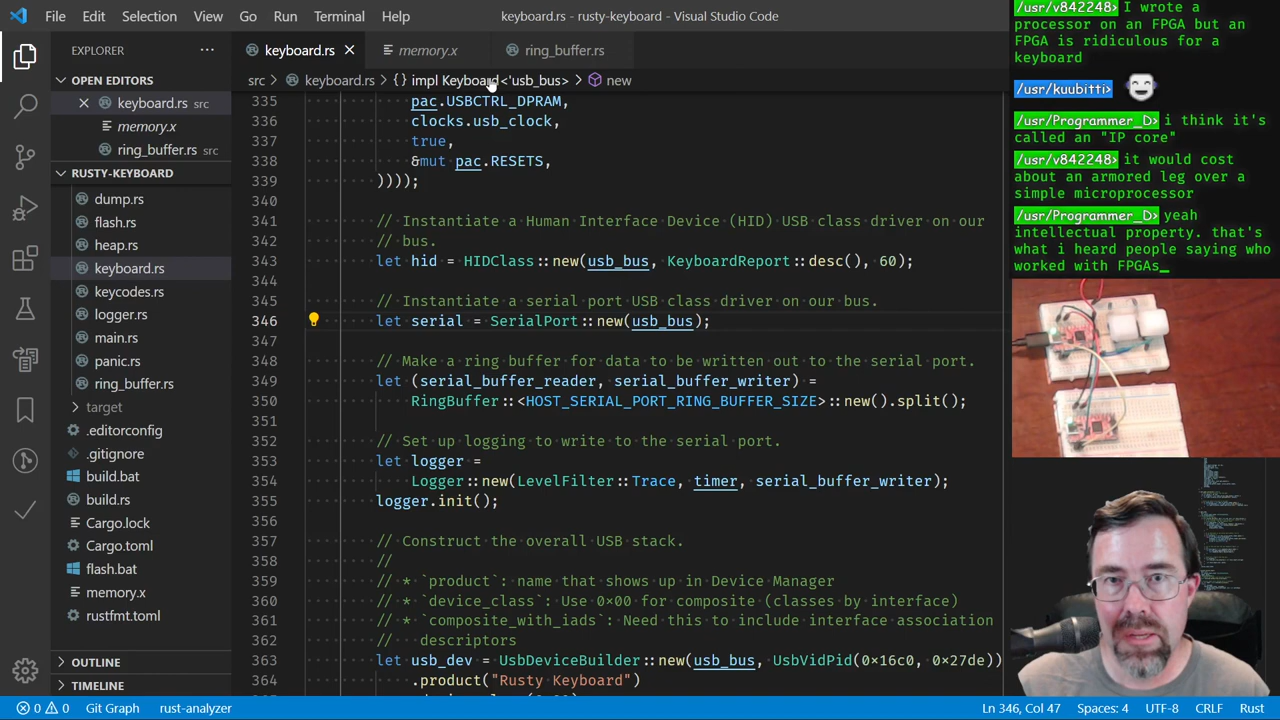 File Edit Selection View Go Run Terminal Help
keyboard.rs - rusty-keyboard - Visual Studio Code
EXPLORER
OPEN EDITORS
keyboard.rs src
memory.x
ring_buffer.rs src
RUSTY-KEYBOARD
dump.rs
flash.rs
heap.rs
keyboard.rs
keycodes.rs
logger.rs
main.rs
panic.rs
ring_buffer.rs
target
.editorconfig
.gitignore
build.bat
build.rs
Cargo.lock
Cargo.toml
flash.bat
memory.x
rustfmt.toml
OUTLINE
TIMELINE
keyboard.rs
memory.x
ring_buffer.rs
src > keyboard.rs > {} impl Keyboard<'usb_bus> > new
335 pac.USBCTRL_DPRAM,
336 clocks.usb_clock,
337 true,
338 &mut pac.RESETS,
339 ))));
340
341 // Instantiate a Human Interface Device (HID) USB class driver on our
342 // bus.
343 let hid = HIDClass::new(usb_bus, KeyboardReport::desc(), 60);
344
345 // Instantiate a serial port USB class driver on our bus.
346 let serial = SerialPort::new(usb_bus);
347
348 // Make a ring buffer for data to be written out to the serial port.
349 let (serial_buffer_reader, serial_buffer_writer) =
350 RingBuffer::<HOST_SERIAL_PORT_RING_BUFFER_SIZE>::new().split();
351
352 // Set up logging to write to the serial port.
353 let logger =
354 Logger::new(LevelFilter::Trace, timer, serial_buffer_writer);
355 logger.init();
356
357 // Construct the overall USB stack.
358 //
359 // * `product`: name that shows up in Device Manager
360 // * `device_class`: Use 0x00 for composite (classes by interface)
361 // * `composite_with_iads`: Need this to include interface association
362 // descriptors
363 let usb_dev = UsbDeviceBuilder::new(usb_bus, UsbVidPid(0x16c0, 0x27de))
364 .product("Rusty Keyboard")
0 0 Git Graph rust-analyzer
Ln 346, Col 47 Spaces: 4 UTF-8 CRLF Rust
/usr/v842248> I wrote a
processor on an FPGA but an
FPGA is ridiculous for a
keyboard
/usr/kuubitti>
/usr/Programmer_D> i think it's
called an "IP core"
/usr/v842248> it would cost
about an armored leg over a
simple microprocessor
/usr/Programmer_D> yeah
intellectual property. that's
what i heard people saying who
worked with FPGAs_